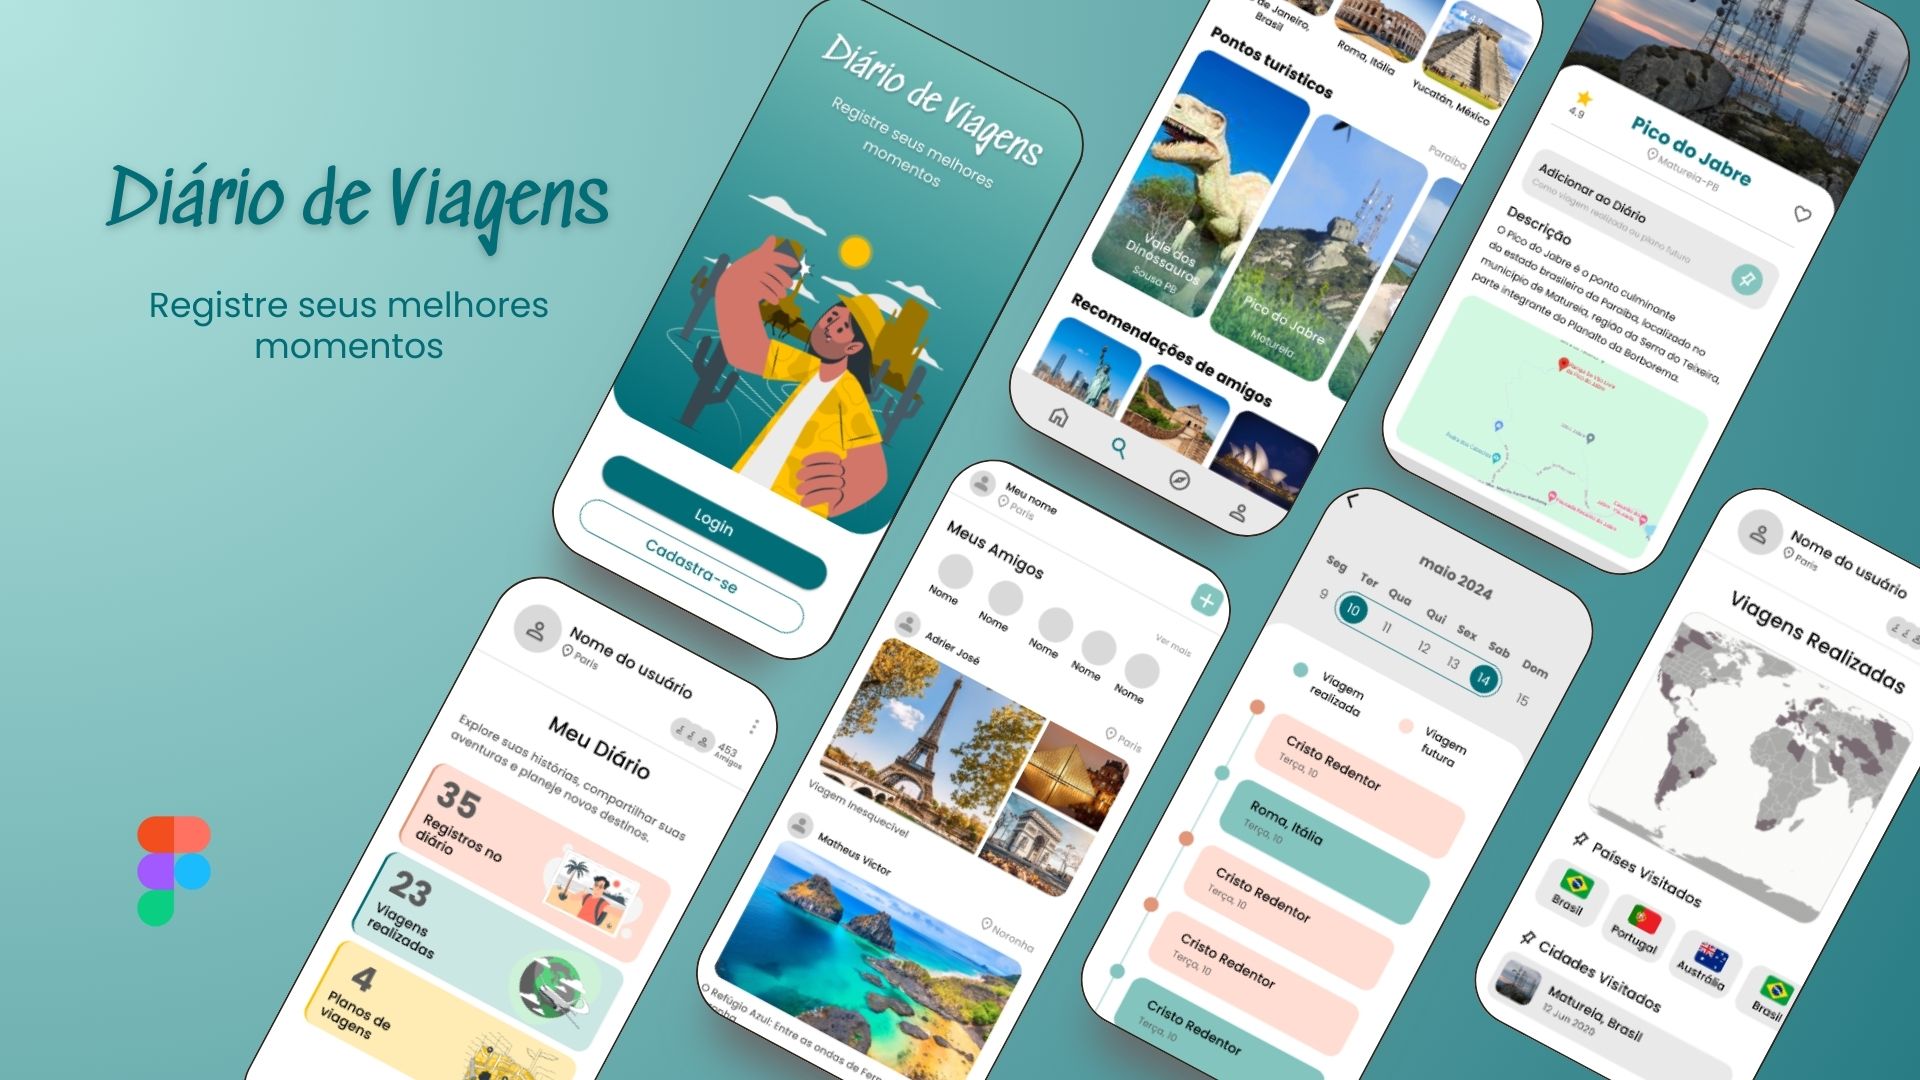 Diário de Viagens
Registre seus melhores
momentos
Diário de Viagens
Registre seus melhores
momentos
Login
Cadastra-se
de Janeiro,
Brasil
Roma, Itália
4.9
Yucatán, México
Pontos turísticos
Paraíba
Vale dos
Dinossauros
Sousa PB
Pico do Jabre
Matureia
Recomendações de amigos
4.9
Pico do Jabre
Matureia-PB
Adicionar ao Diário
Como viagem realizada ou plano futuro
Descrição
O Pico do Jabre é o ponto culminante
do estado brasileiro da Paraíba, localizado no
município de Matureia, região da Serra do Teixeira,
parte integrante do Planalto da Borborema.
Nome do usuário
Paris
453
Amigos
Meu Diário
Explore suas histórias, compartilhar suas
aventuras e planeje novos destinos.
35
Registros no
diário
23
Viagens
realizadas
4
Planos de
viagens
Meu nome
Paris
Meus Amigos
Ver mais
Nome
Nome
Nome
Nome
Nome
Adrier José
Paris
Viagem Inesquecível
Matheus Victor
Noronha
O Refúgio Azul: Entre as ondas de Fern
maio 2024
Seg Ter Qua Qui Sex Sab Dom
9 10 11 12 13 14 15
Viagem
realizada
Viagem
futura
Cristo Redentor
Terça, 10
Roma, Itália
Terça, 10
Cristo Redentor
Terça, 10
Cristo Redentor
Terça, 10
Cristo Redentor
Terça, 10
Nome do usuário
Paris
Viagens Realizadas
Países Visitados
Brasil
Portugal
Austrália
Brasil
Cidades Visitados
Matureia, Brasil
12 Jun 2020